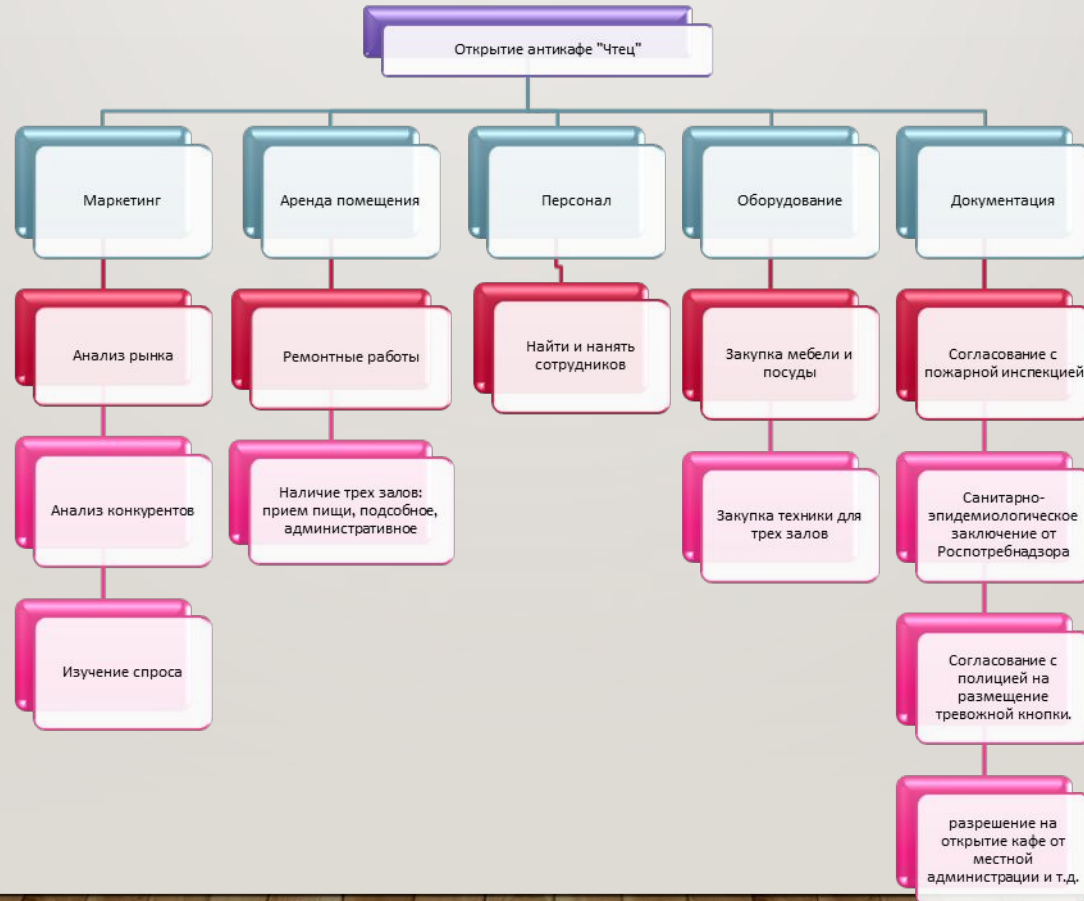 Открытие антикафе "Чтец"
Маркетинг
Аренда помещения
Персонал
Оборудование
Документация
Анализ рынка
Ремонтные работы
Найти и нанять
сотрудников
Закупка мебели и
посуды
Согласование с
пожарной инспекцией
Анализ конкурентов
Наличие трех залов:
прием пищи, подсобное,
административное
Закупка техники для
трех залов
Санитарно-
эпидемиологическое
заключение от
Роспотребнадзора
Изучение спроса
Согласование с
полицией на
размещение
тревожной кнопки.
разрешение на
открытие кафе от
местной
администрации и т.д.